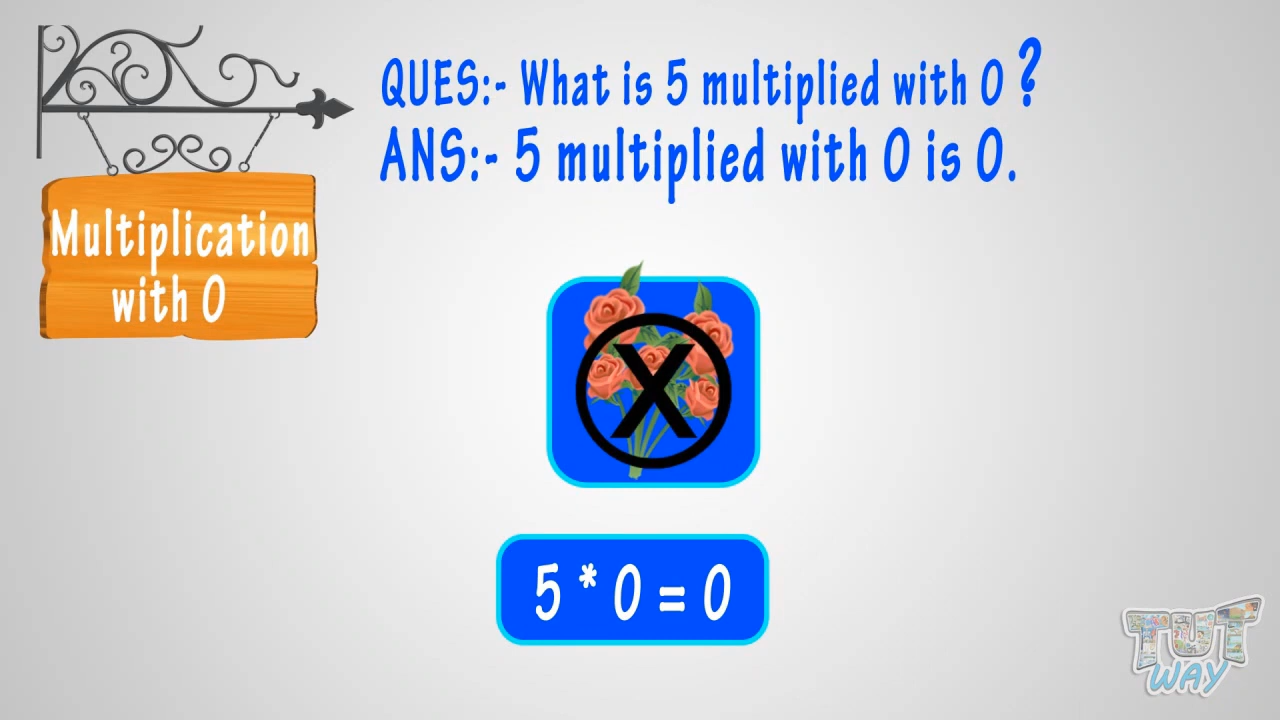 QUES:- What is 5 multiplied with 0 ?
ANS:- 5 multiplied with 0 is 0.
Multiplication
with 0
X
5 * 0 = 0
TUT
WAY